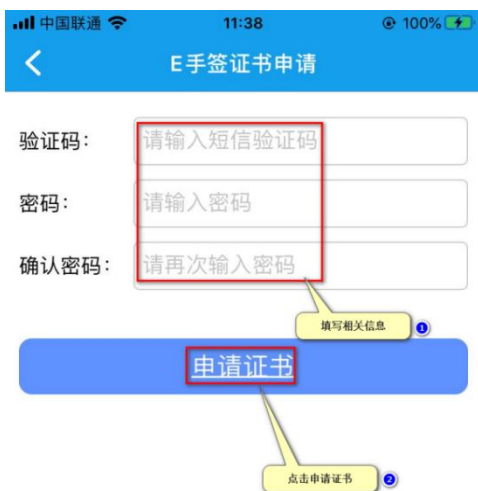 中国联通 11:38 100%
E手签证书申请
验证码： 请输入短信验证码
密码： 请输入密码
确认密码： 请再次输入密码
填写相关信息 1
申请证书
点击申请证书 2